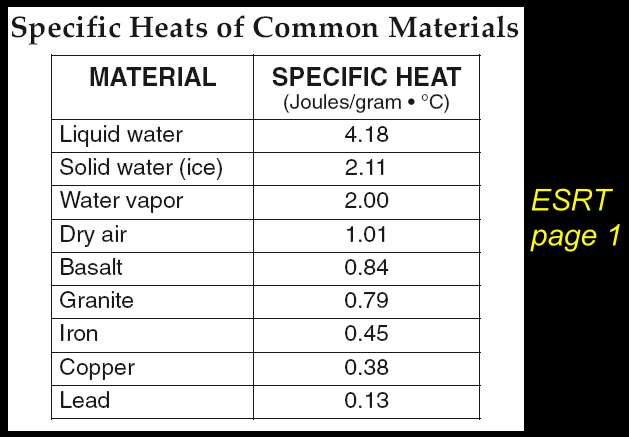 Specific Heats of Common Materials
MATERIAL SPECIFIC HEAT
(Joules/gram • °C)
Liquid water 4.18
Solid water (ice) 2.11
Water vapor 2.00
Dry air 1.01
Basalt 0.84
Granite 0.79
Iron 0.45
Copper 0.38
Lead 0.13
ESRT
page 1